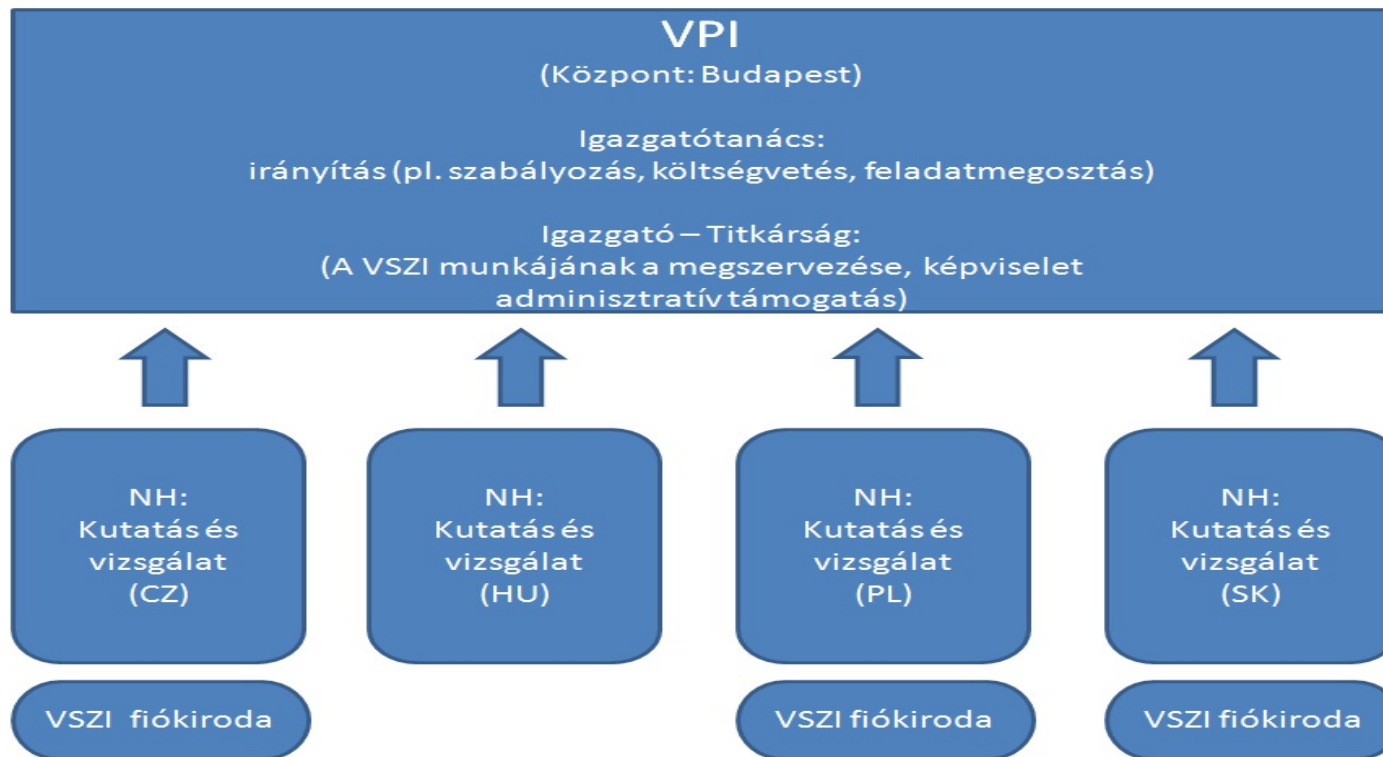 VPI
(Központ: Budapest)
Igazgatótanács:
irányítás (pl. szabályozás, költségvetés, feladatmegosztás)
Igazgató – Titkárság:
(A VSZI munkájának a megszervezése, képviselet
adminisztratív támogatás)
NH:
Kutatás és
vizsgálat
(CZ)
NH:
Kutatás és
vizsgálat
(HU)
NH:
Kutatás és
vizsgálat
(PL)
NH:
Kutatás és
vizsgálat
(SK)
VSZI fiókiroda
VSZI fiókiroda
VSZI fiókiroda